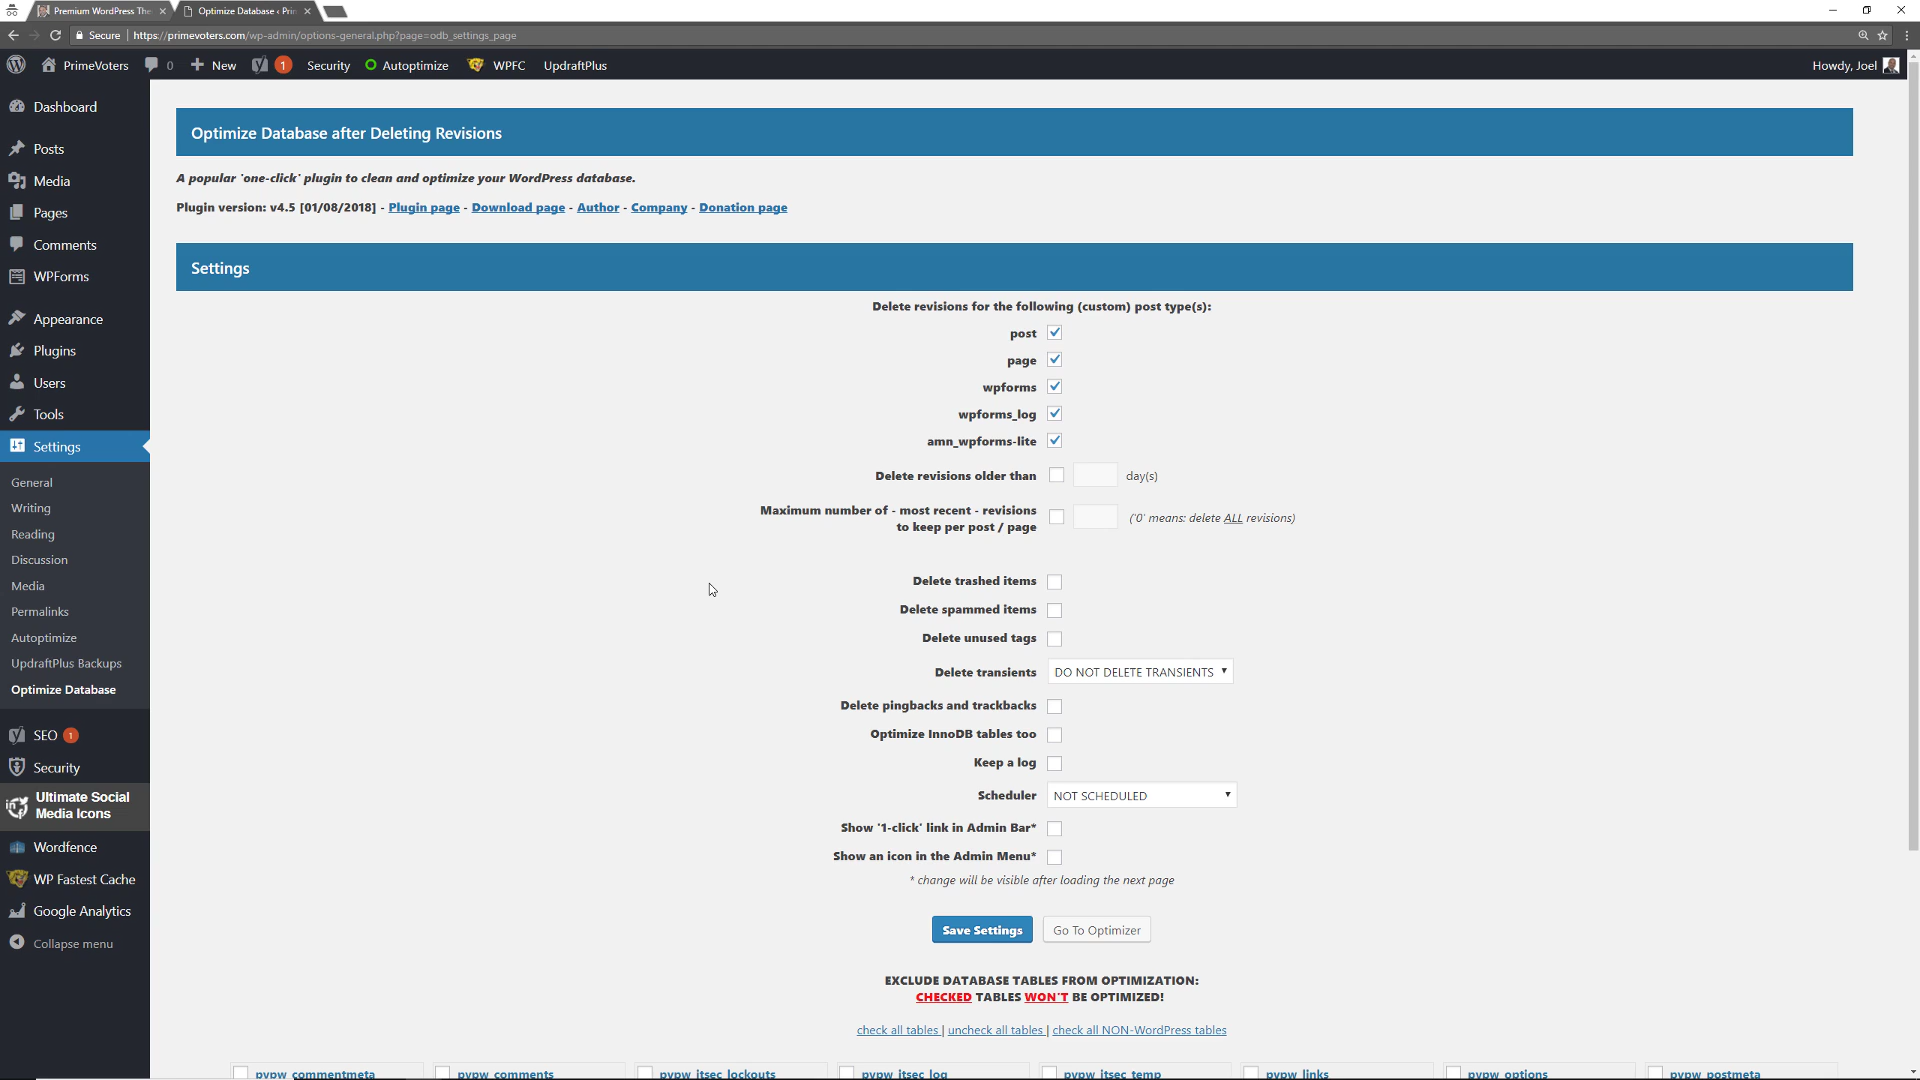 Premium WordPress The
Optimize Database ‹ Pri
Secure
https://primevoters.com/wp-admin/options-general.php?page=odb_settings_page
PrimeVoters
0
New
1
Security
Autoptimize
WPFC
UpdraftPlus
Howdy, Joel
Dashboard
Posts
Media
Pages
Comments
WPForms
Appearance
Plugins
Users
Tools
Settings
General
Writing
Reading
Discussion
Media
Permalinks
Autoptimize
UpdraftPlus Backups
Optimize Database
SEO 1
Security
Ultimate Social
Media Icons
Wordfence
WP Fastest Cache
Google Analytics
Collapse menu
Optimize Database after Deleting Revisions
A popular 'one-click' plugin to clean and optimize your WordPress database.
Plugin version: v4.5 [01/08/2018] - Plugin page - Download page - Author - Company - Donation page
Settings
Delete revisions for the following (custom) post type(s):
post
page
wpforms
wpforms_log
amn_wpforms-lite
Delete revisions older than day(s)
Maximum number of - most recent - revisions
to keep per post / page
('0' means: delete ALL revisions)
Delete trashed items
Delete spammed items
Delete unused tags
Delete transients DO NOT DELETE TRANSIENTS
Delete pingbacks and trackbacks
Optimize InnoDB tables too
Keep a log
Scheduler NOT SCHEDULED
Show '1-click' link in Admin Bar*
Show an icon in the Admin Menu*
* change will be visible after loading the next page
Save Settings
Go To Optimizer
EXCLUDE DATABASE TABLES FROM OPTIMIZATION:
CHECKED TABLES WON'T BE OPTIMIZED!
check all tables | uncheck all tables | check all NON-WordPress tables
pvpw_commentmeta
pvpw_comments
pvpw_itsec_lockouts
pvpw_itsec_log
pvpw_itsec_temp
pvpw_links
pvpw_options
pvpw_postmeta